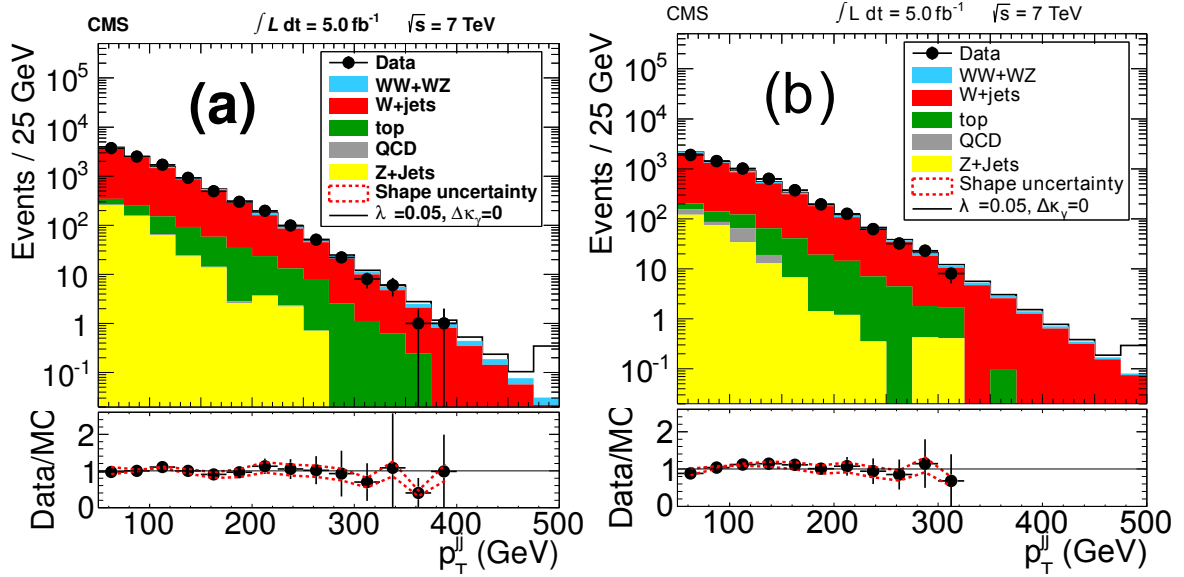 CMS ∫ L dt = 5.0 fb⁻¹ √s = 7 TeV
Events / 25 GeV
10⁵
10⁴
10³
10²
10
1
10⁻¹
(a)
Data
WW+WZ
W+jets
top
QCD
Z+Jets
Shape uncertainty
λ =0.05, Δκγ=0
Data/MC
2
1
0
100 200 300 400 500
p_T^jj (GeV)
CMS ∫ L dt = 5.0 fb⁻¹ √s = 7 TeV
Events / 25 GeV
10⁵
10⁴
10³
10²
10
1
10⁻¹
(b)
Data
WW+WZ
W+jets
top
QCD
Z+Jets
Shape uncertainty
λ =0.05, Δκγ=0
Data/MC
2
1
0
100 200 300 400 500
p_T^jj (GeV)